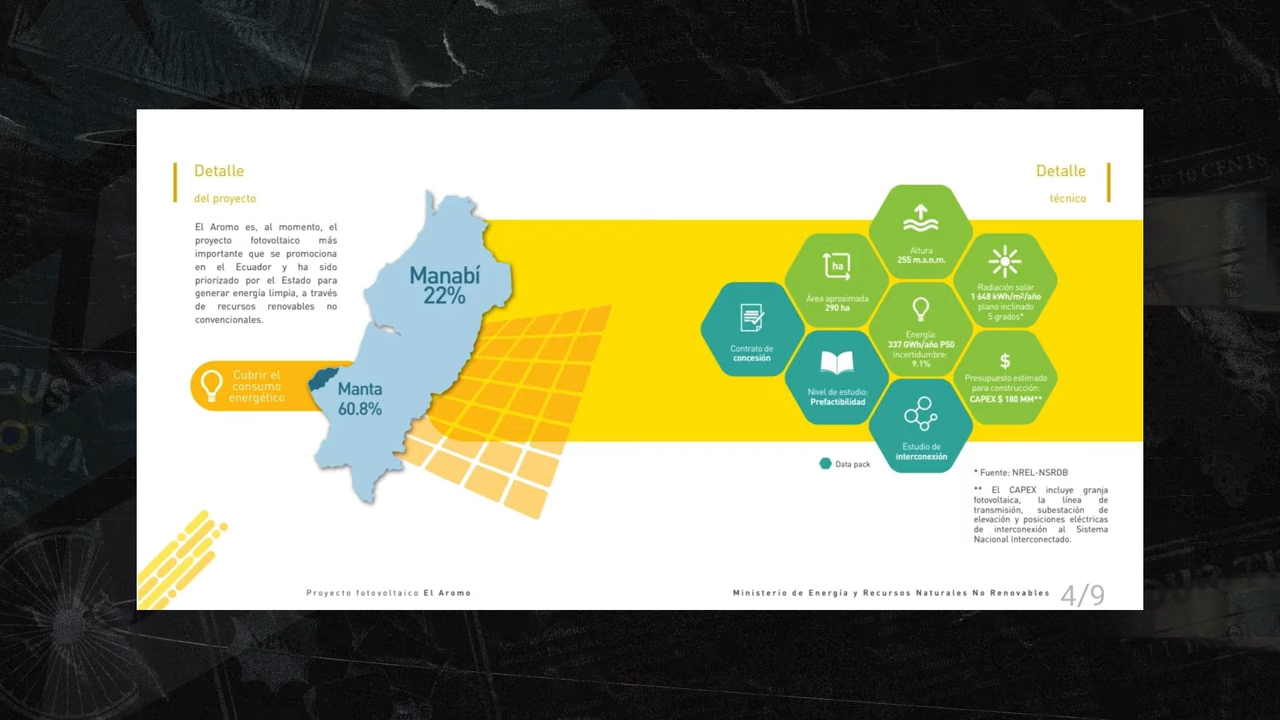 Detalle
del proyecto
El Aromo es, al momento, el
proyecto fotovoltaico más
importante que se promociona
en el Ecuador y ha sido
priorizado por el Estado para
generar energía limpia, a través
de recursos renovables no
convencionales.
Cubrir el
consumo
energético
Manabí
22%
Manta
60.8%
Detalle
técnico
Altura
255 m.s.n.m.
ha
Área aproximada
290 ha
Radiación solar
1 648 kWh/m²/año
plano inclinado
5 grados*
Contrato de
concesión
Energía:
337 GWh/año P50
Incertidumbre:
9.1%
Nivel de estudio:
Prefactibilidad
$
Presupuesto estimado
para construcción:
CAPEX $ 180 MM**
Estudio de
interconexión
Data pack
* Fuente: NREL-NSRDB
** El CAPEX incluye granja
fotovoltaica, la línea de
transmisión, subestación de
elevación y posiciones eléctricas
de interconexión al Sistema
Nacional Interconectado.
Proyecto fotovoltaico El Aromo
Ministerio de Energía y Recursos Naturales No Renovables
4/9
10 CENTS